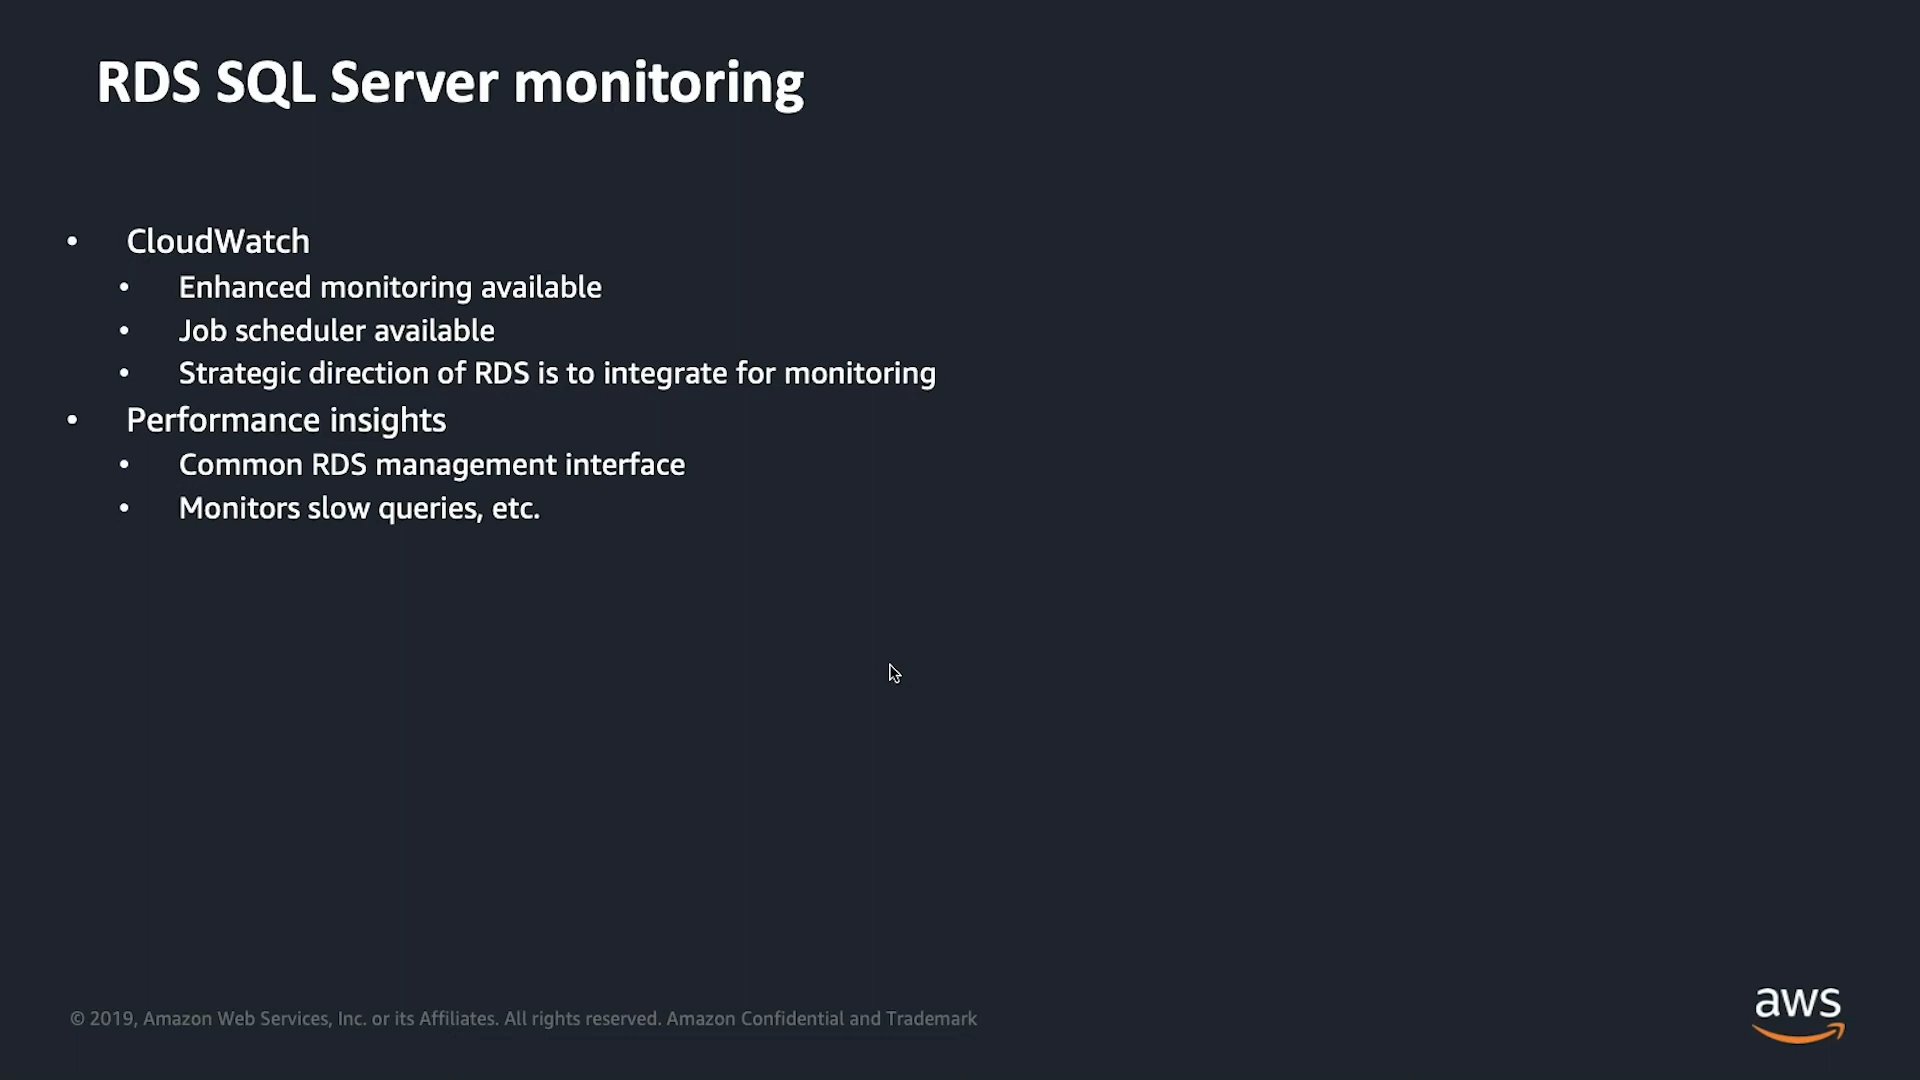 RDS SQL Server monitoring
• CloudWatch
• Enhanced monitoring available
• Job scheduler available
• Strategic direction of RDS is to integrate for monitoring
• Performance insights
• Common RDS management interface
• Monitors slow queries, etc.
© 2019, Amazon Web Services, Inc. or its Affiliates. All rights reserved. Amazon Confidential and Trademark
aws